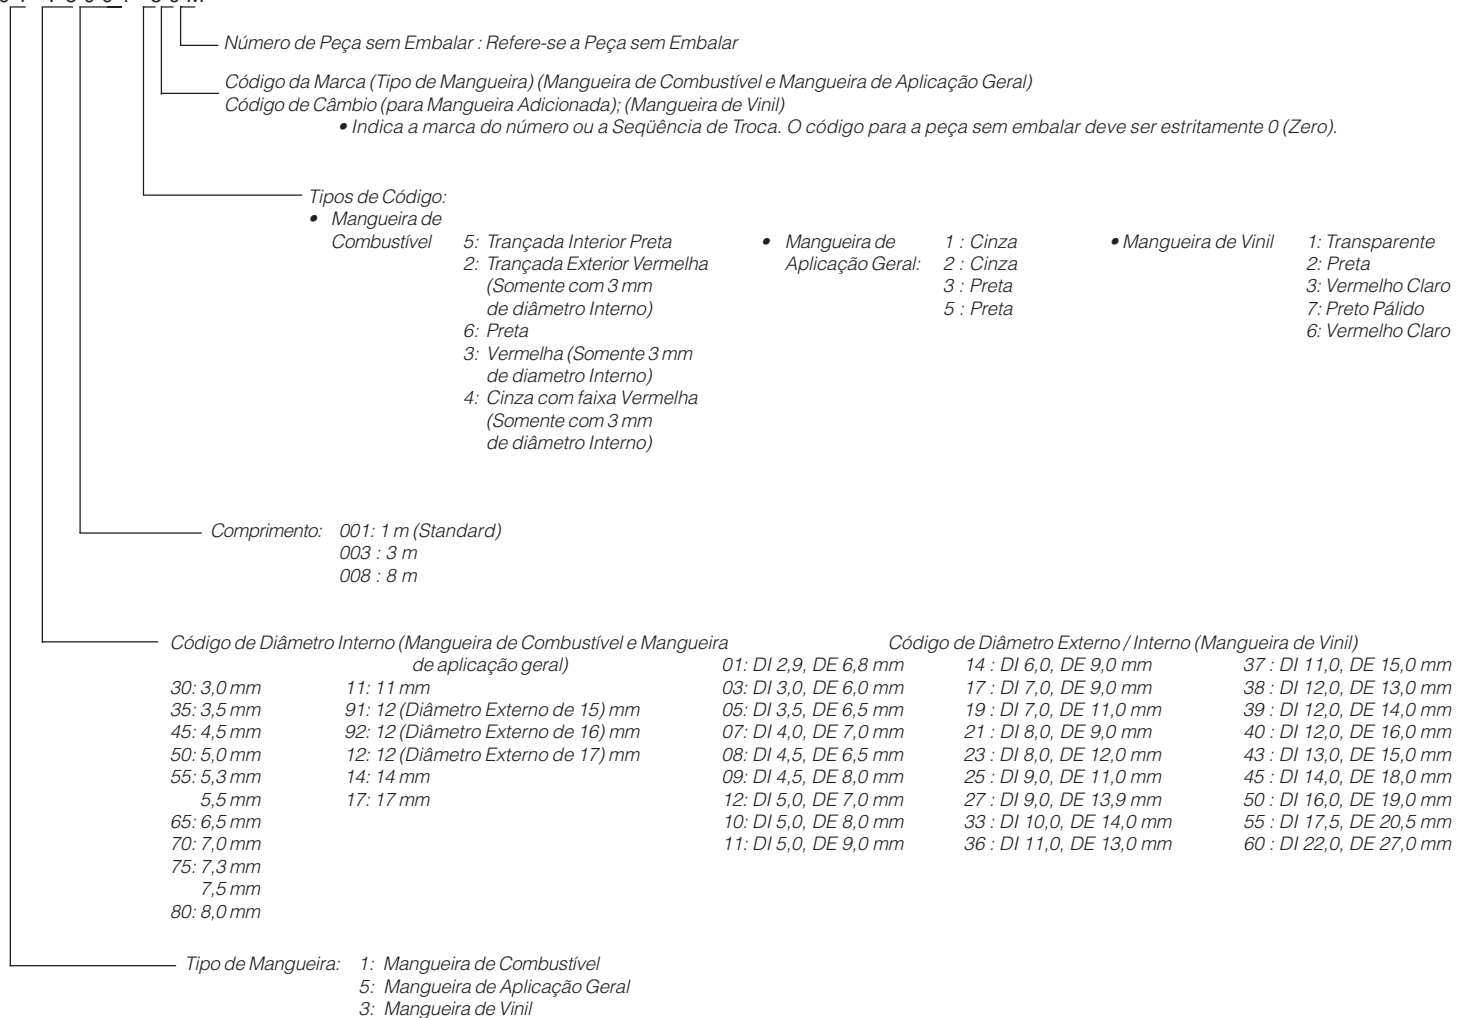 Número de Peça sem Embalar : Refere-se a Peça sem Embalar
Código da Marca (Tipo de Mangueira) (Mangueira de Combustível e Mangueira de Aplicação Geral)
Código de Câmbio (para Mangueira Adicionada); (Mangueira de Vinil)
• Indica a marca do número ou a Seqüência de Troca. O código para a peça sem embalar deve ser estritamente 0 (Zero).
Tipos de Código:
• Mangueira de
Combustível
5: Trançada Interior Preta
2: Trançada Exterior Vermelha
(Somente com 3 mm
de diâmetro Interno)
6: Preta
3: Vermelha (Somente 3 mm
de diametro Interno)
4: Cinza com faixa Vermelha
(Somente com 3 mm
de diâmetro Interno)
• Mangueira de
Aplicação Geral:
1 : Cinza
2 : Cinza
3 : Preta
5 : Preta
• Mangueira de Vinil
1: Transparente
2: Preta
3: Vermelho Claro
7: Preto Pálido
6: Vermelho Claro
Comprimento: 001: 1 m (Standard)
003 : 3 m
008 : 8 m
Código de Diâmetro Interno (Mangueira de Combustível e Mangueira
de aplicação geral)
30: 3,0 mm
35: 3,5 mm
45: 4,5 mm
50: 5,0 mm
55: 5,3 mm
5,5 mm
65: 6,5 mm
70: 7,0 mm
75: 7,3 mm
7,5 mm
80: 8,0 mm
11: 11 mm
91: 12 (Diâmetro Externo de 15) mm
92: 12 (Diâmetro Externo de 16) mm
12: 12 (Diâmetro Externo de 17) mm
14: 14 mm
17: 17 mm
Código de Diâmetro Externo / Interno (Mangueira de Vinil)
01: DI 2,9, DE 6,8 mm
03: DI 3,0, DE 6,0 mm
05: DI 3,5, DE 6,5 mm
07: DI 4,0, DE 7,0 mm
08: DI 4,5, DE 6,5 mm
09: DI 4,5, DE 8,0 mm
12: DI 5,0, DE 7,0 mm
10: DI 5,0, DE 8,0 mm
11: DI 5,0, DE 9,0 mm
14 : DI 6,0, DE 9,0 mm
17 : DI 7,0, DE 9,0 mm
19 : DI 7,0, DE 11,0 mm
21 : DI 8,0, DE 9,0 mm
23 : DI 8,0, DE 12,0 mm
25 : DI 9,0, DE 11,0 mm
27 : DI 9,0, DE 13,9 mm
33 : DI 10,0, DE 14,0 mm
36 : DI 11,0, DE 13,0 mm
37 : DI 11,0, DE 15,0 mm
38 : DI 12,0, DE 13,0 mm
39 : DI 12,0, DE 14,0 mm
40 : DI 12,0, DE 16,0 mm
43 : DI 13,0, DE 15,0 mm
45 : DI 14,0, DE 18,0 mm
50 : DI 16,0, DE 19,0 mm
55 : DI 17,5, DE 20,5 mm
60 : DI 22,0, DE 27,0 mm
Tipo de Mangueira: 1: Mangueira de Combustível
5: Mangueira de Aplicação Geral
3: Mangueira de Vinil